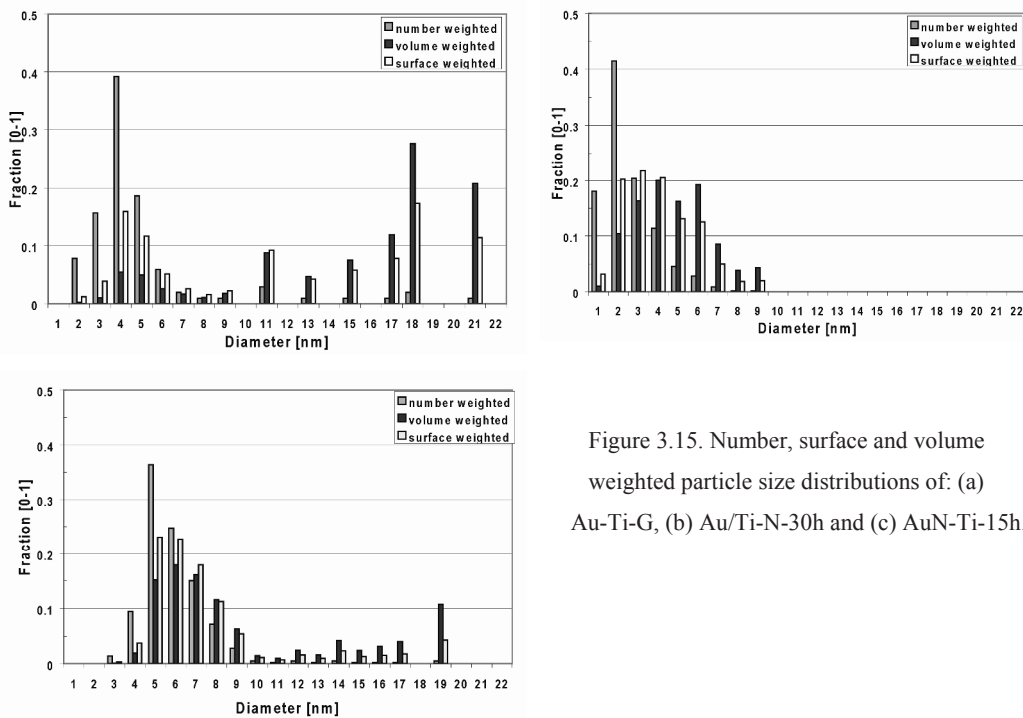 0.5
number weighted
volume weighted
surface weighted
0.4
0.3
0.2
0.1
0
Fraction [0-1]
1 2 3 4 5 6 7 8 9 10 11 12 13 14 15 16 17 18 19 20 21 22
Diameter [nm]
0.5
number weighted
volume weighted
surface weighted
0.4
0.3
0.2
0.1
0
Fraction [0-1]
1 2 3 4 5 6 7 8 9 10 11 12 13 14 15 16 17 18 19 20 21 22
Diameter [nm]
0.5
number weighted
volume weighted
surface weighted
0.4
0.3
0.2
0.1
0
Fraction [0-1]
1 2 3 4 5 6 7 8 9 10 11 12 13 14 15 16 17 18 19 20 21 22
Diameter [nm]
Figure 3.15. Number, surface and volume
weighted particle size distributions of: (a)
Au-Ti-G, (b) Au/Ti-N-30h and (c) AuN-Ti-15h.